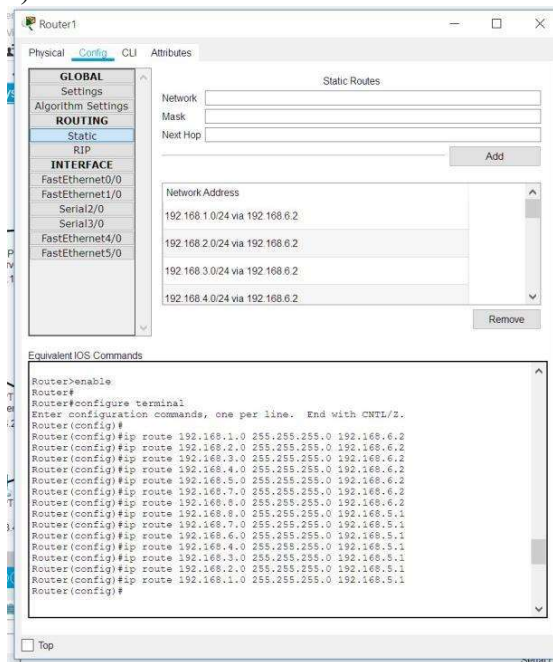 Router1
Physical Config CLI Attributes
GLOBAL
Settings
Algorithm Settings
ROUTING
Static
RIP
INTERFACE
FastEthernet0/0
FastEthernet1/0
Serial2/0
Serial3/0
FastEthernet4/0
FastEthernet5/0
Static Routes
Network
Mask
Next Hop
Add
Network Address
192.168.1.0/24 via 192.168.6.2
192.168.2.0/24 via 192.168.6.2
192.168.3.0/24 via 192.168.6.2
192.168.4.0/24 via 192.168.6.2
Remove
Equivalent IOS Commands
Router>enable
Router#
Router#configure terminal
Enter configuration commands, one per line. End with CNTL/Z.
Router(config)#
Router(config)#ip route 192.168.1.0 255.255.255.0 192.168.6.2
Router(config)#ip route 192.168.2.0 255.255.255.0 192.168.6.2
Router(config)#ip route 192.168.3.0 255.255.255.0 192.168.6.2
Router(config)#ip route 192.168.4.0 255.255.255.0 192.168.6.2
Router(config)#ip route 192.168.5.0 255.255.255.0 192.168.6.2
Router(config)#ip route 192.168.7.0 255.255.255.0 192.168.6.2
Router(config)#ip route 192.168.8.0 255.255.255.0 192.168.6.2
Router(config)#ip route 192.168.8.0 255.255.255.0 192.168.5.1
Router(config)#ip route 192.168.7.0 255.255.255.0 192.168.5.1
Router(config)#ip route 192.168.6.0 255.255.255.0 192.168.5.1
Router(config)#ip route 192.168.4.0 255.255.255.0 192.168.5.1
Router(config)#ip route 192.168.3.0 255.255.255.0 192.168.5.1
Router(config)#ip route 192.168.2.0 255.255.255.0 192.168.5.1
Router(config)#ip route 192.168.1.0 255.255.255.0 192.168.5.1
Router(config)#
Top